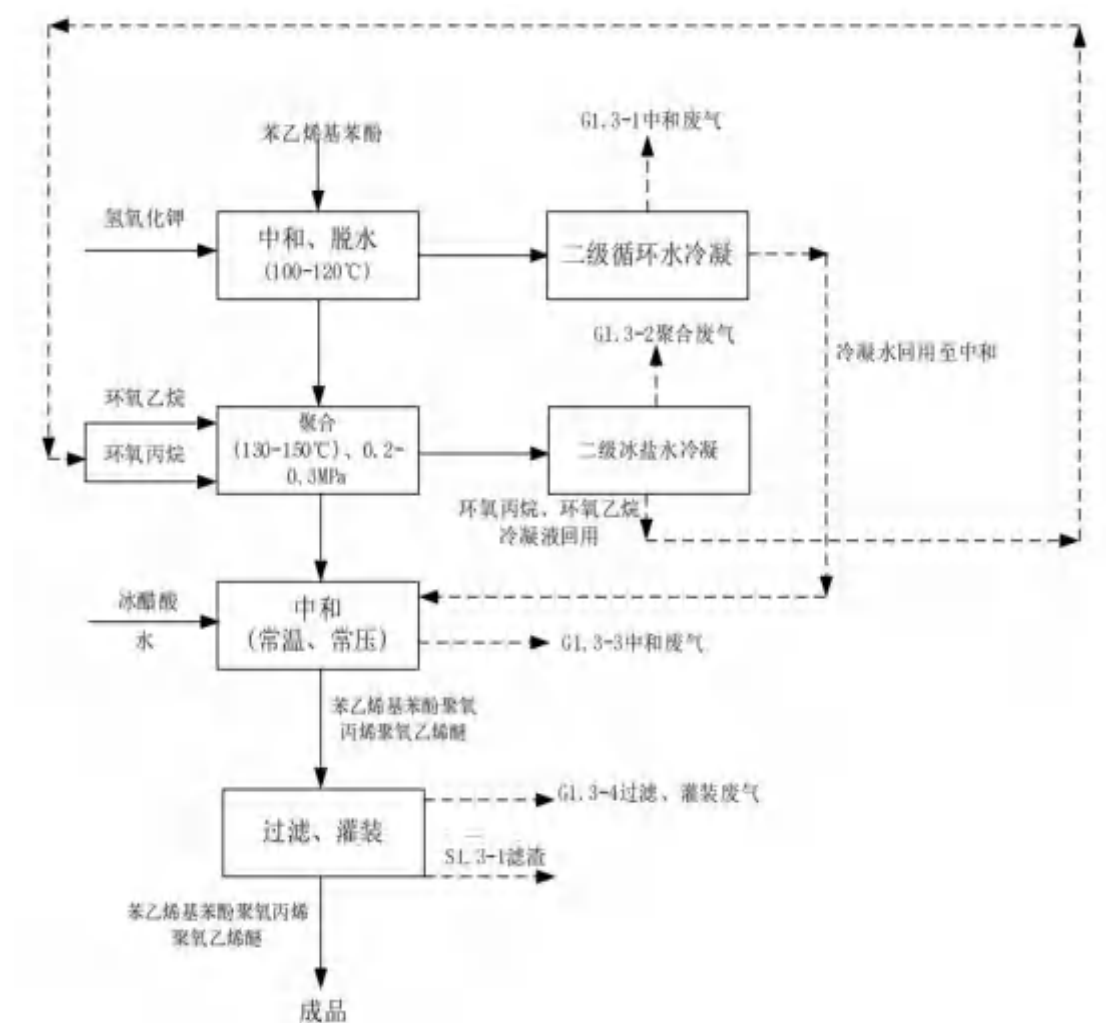 G1.3-1中和废气
苯乙烯基苯酚
氢氧化钾
中和、脱水
(100-120℃)
二级循环水冷凝
G1.3-2聚合废气
冷凝水回用至中和
环氧乙烷
环氧丙烷
聚合
(130-150℃)、0.2-
0.3MPa
二级冰盐水冷凝
环氧丙烷、环氧乙烷
冷凝液回用
冰醋酸
水
中和
(常温、常压)
G1.3-3中和废气
苯乙烯基苯酚聚氧
丙烯聚氧乙烯醚
过滤、灌装
G1.3-4过滤、灌装废气
S1.3-1滤渣
苯乙烯基苯酚聚氧丙烯
聚氧乙烯醚
成品